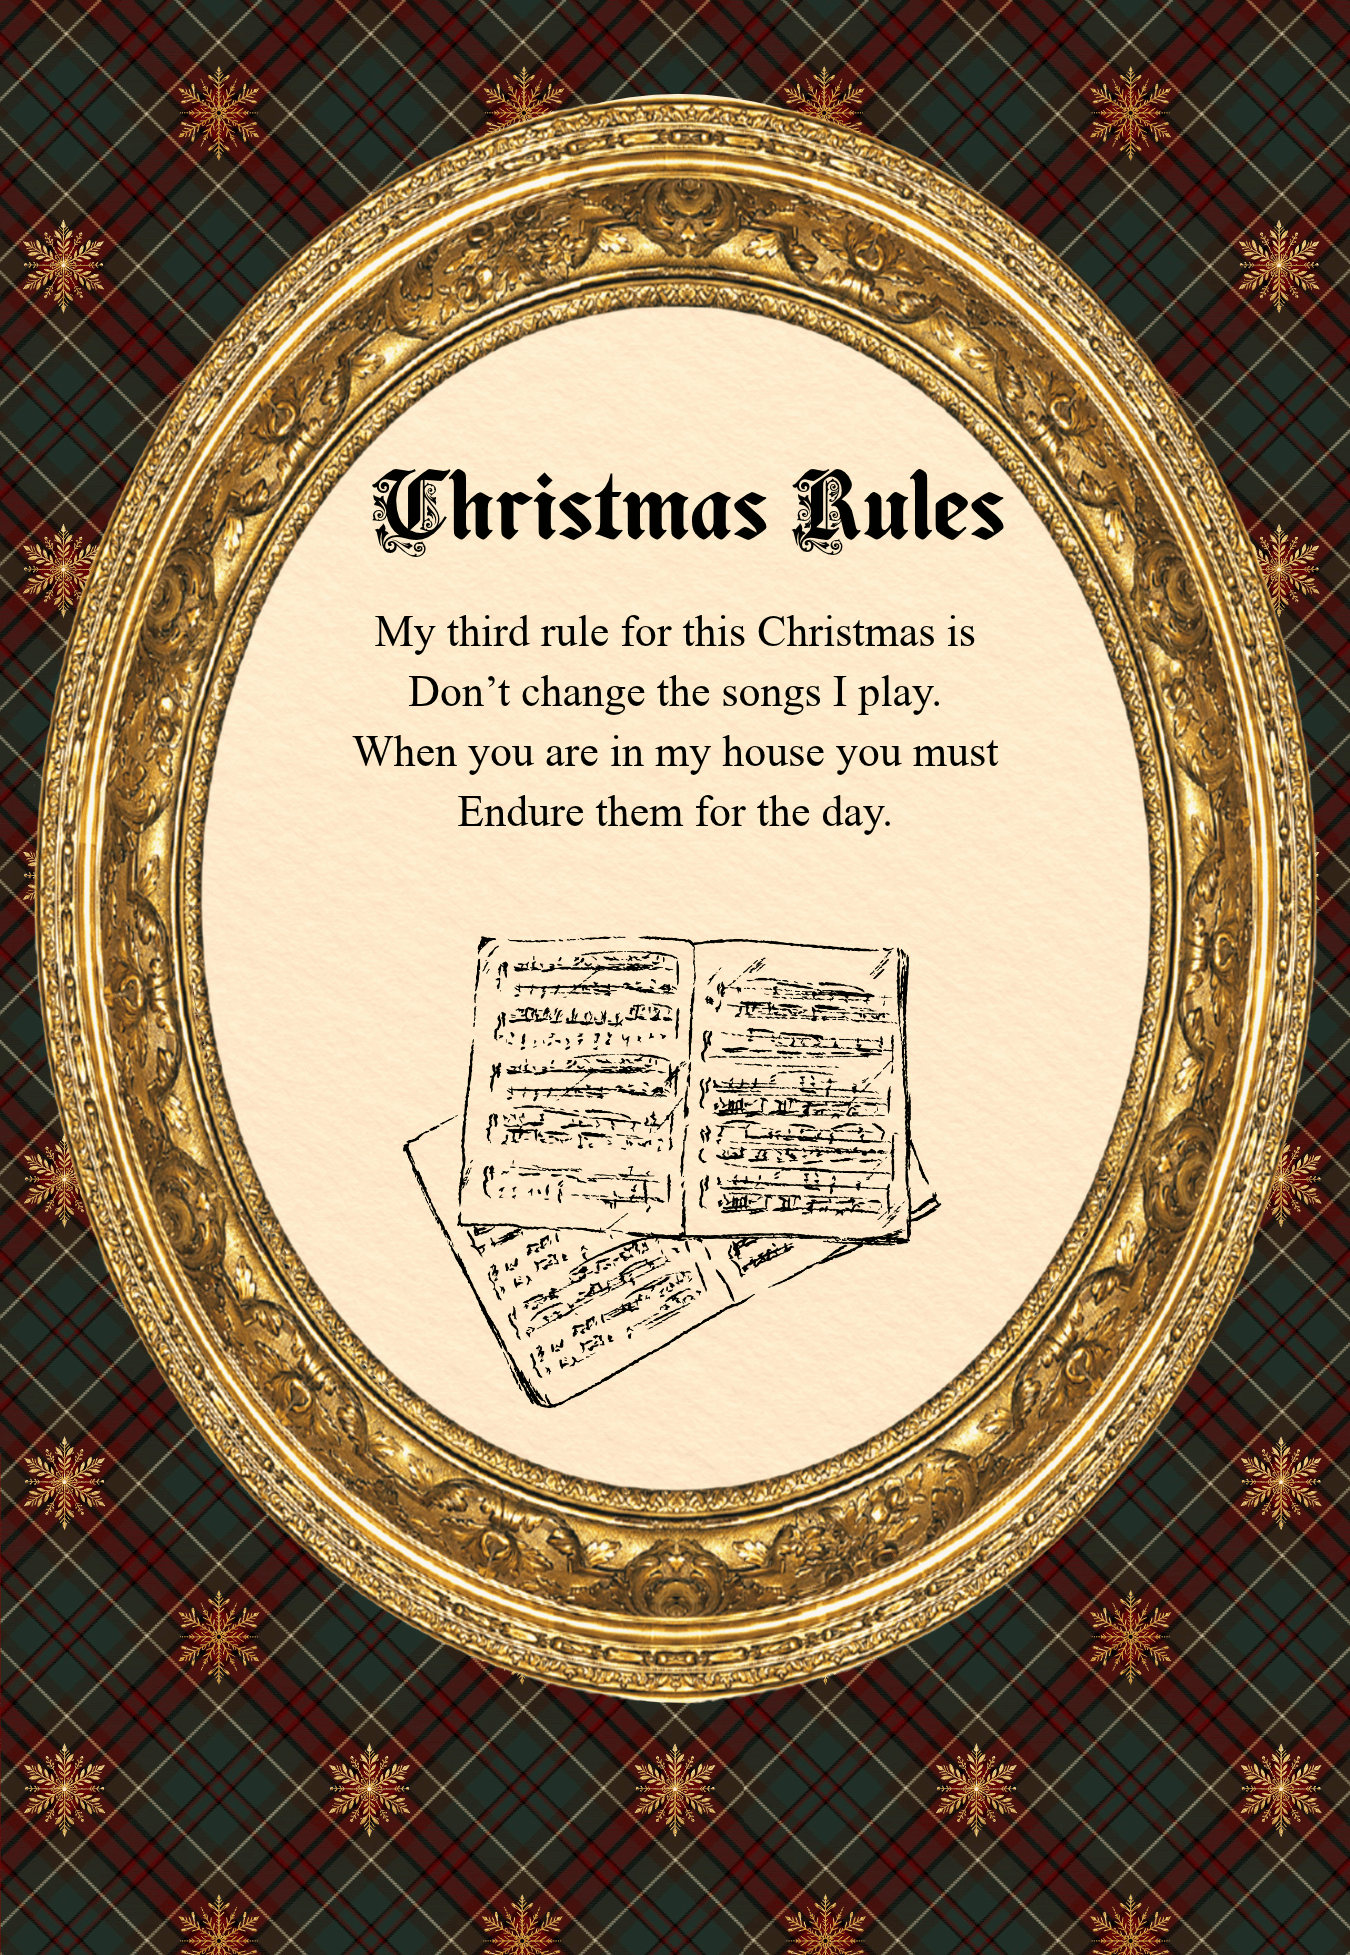 Christmas Rules
My third rule for this Christmas is
Don’t change the songs I play.
When you are in my house you must
Endure them for the day.